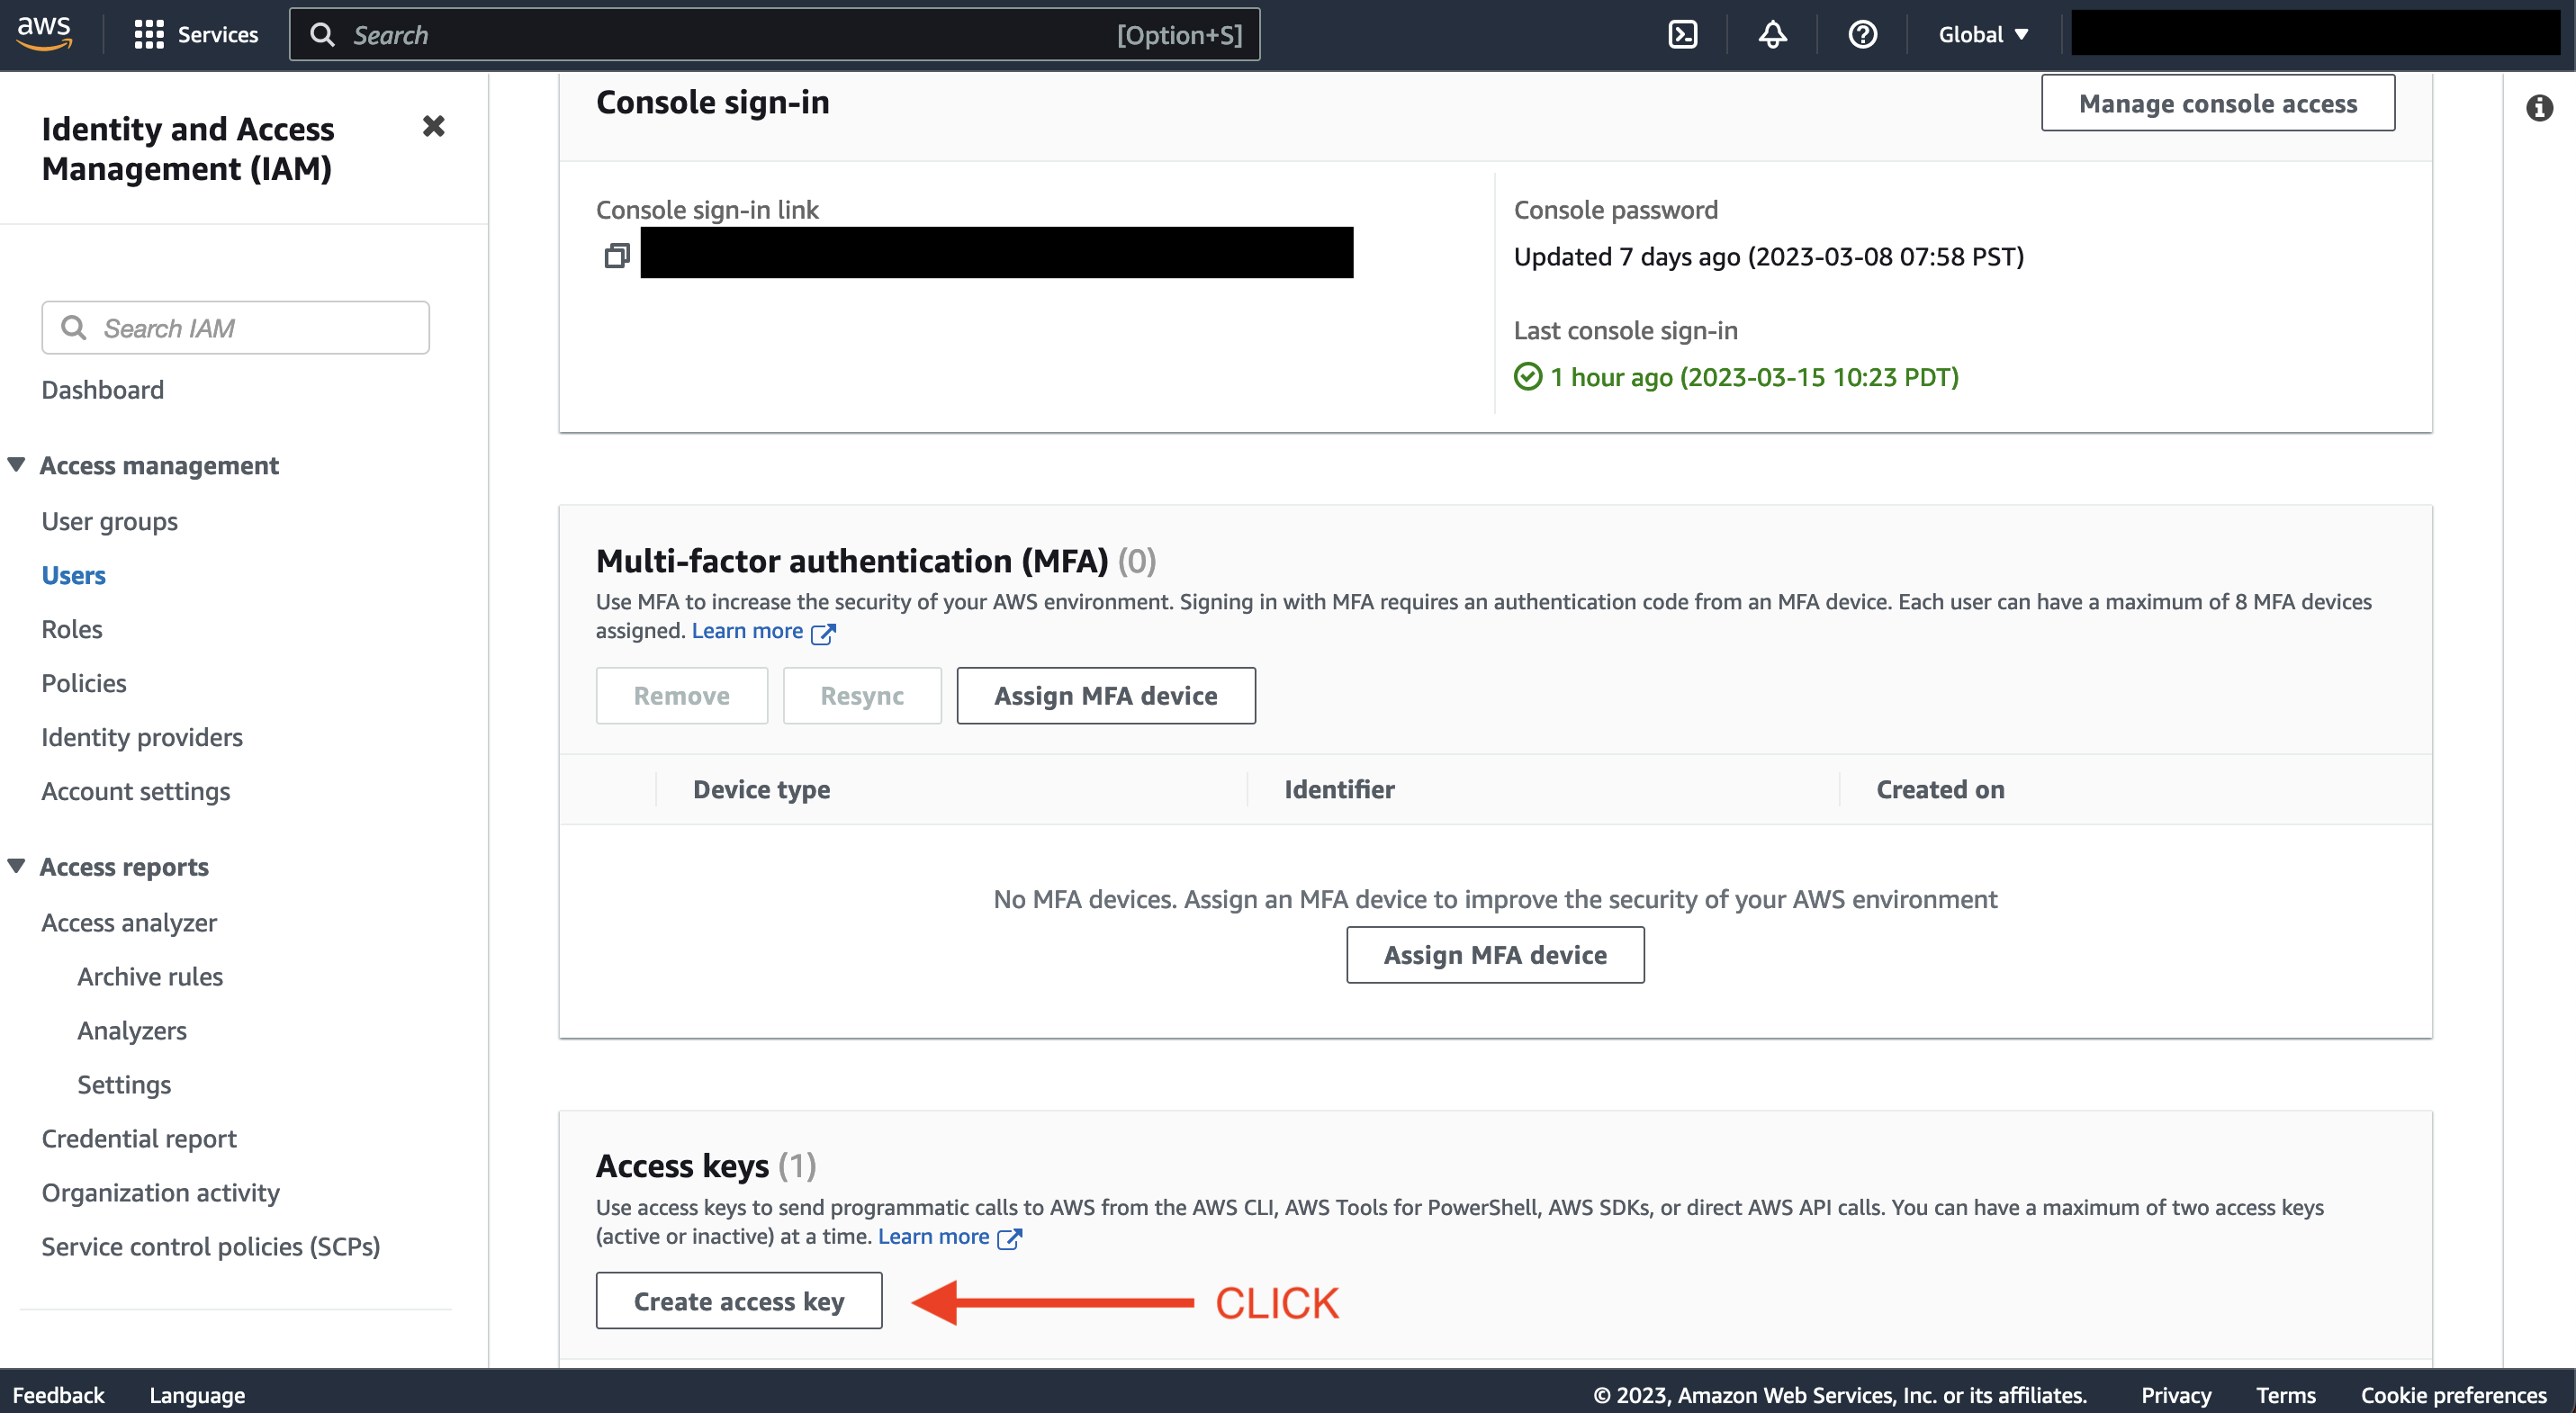 aws
Services
Search
[Option+S]
Global
Identity and Access
Management (IAM)
Search IAM
Dashboard
Access management
User groups
Users
Roles
Policies
Identity providers
Account settings
Access reports
Access analyzer
Archive rules
Analyzers
Settings
Credential report
Organization activity
Service control policies (SCPs)
Console sign-in
Manage console access
Console sign-in link
Console password
Updated 7 days ago (2023-03-08 07:58 PST)
Last console sign-in
1 hour ago (2023-03-15 10:23 PDT)
Multi-factor authentication (MFA) (0)
Use MFA to increase the security of your AWS environment. Signing in with MFA requires an authentication code from an MFA device. Each user can have a maximum of 8 MFA devices
assigned. Learn more
Remove
Resync
Assign MFA device
Device type
Identifier
Created on
No MFA devices. Assign an MFA device to improve the security of your AWS environment
Assign MFA device
Access keys (1)
Use access keys to send programmatic calls to AWS from the AWS CLI, AWS Tools for PowerShell, AWS SDKs, or direct AWS API calls. You can have a maximum of two access keys
(active or inactive) at a time. Learn more
Create access key
CLICK
Feedback
Language
© 2023, Amazon Web Services, Inc. or its affiliates.
Privacy
Terms
Cookie preferences